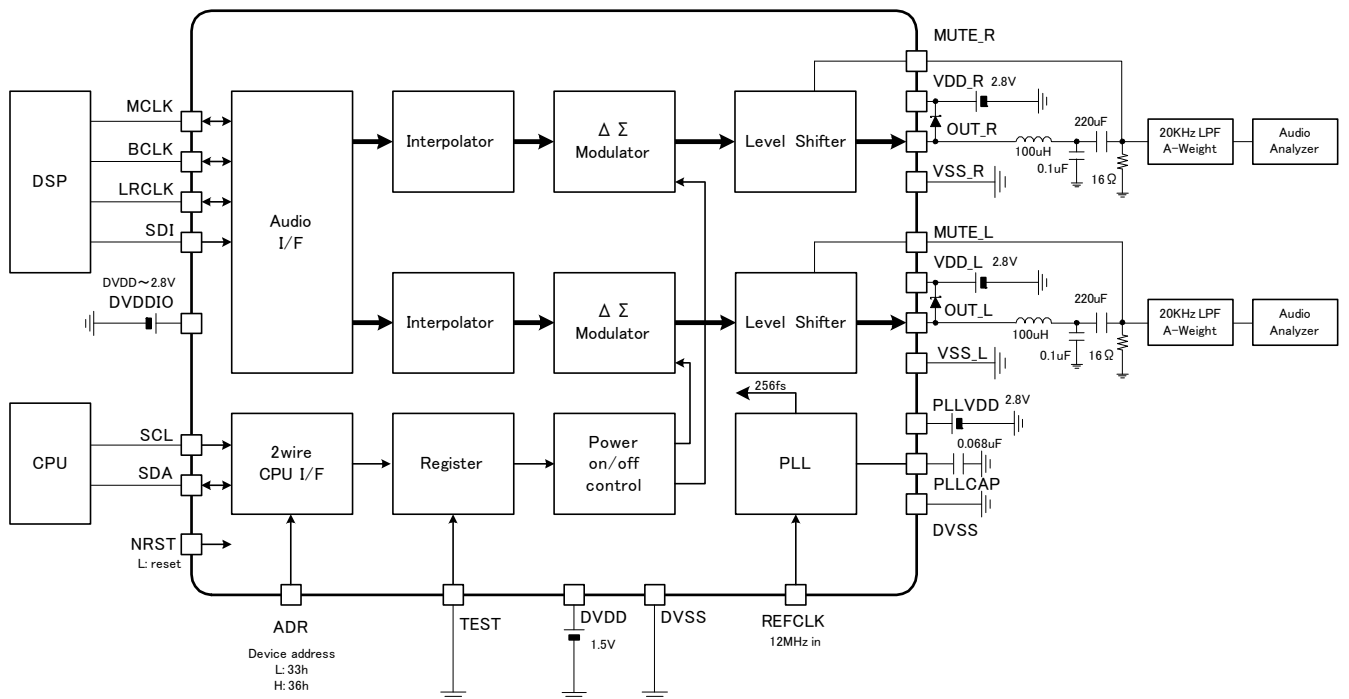 MUTE_R
MCLK
BCLK
LRCLK
SDI
DSP
Audio
I/F
Interpolator
Δ Σ
Modulator
Level Shifter
VDD_R 2.8V
OUT_R
220uF
100uH
0.1uF
16Ω
VSS_R
20KHz LPF
A-Weight
Audio
Analyzer
DVDD～2.8V
DVDDIO
Interpolator
Δ Σ
Modulator
Level Shifter
MUTE_L
VDD_L 2.8V
OUT_L
220uF
100uH
0.1uF
16Ω
VSS_L
20KHz LPF
A-Weight
Audio
Analyzer
256fs
CPU
SCL
SDA
2wire
CPU I/F
Register
Power
on/off
control
PLL
PLLVDD
2.8V
0.068uF
PLLCAP
DVSS
NRST
L: reset
ADR
Device address
L: 33h
H: 36h
TEST
DVDD
1.5V
DVSS
REFCLK
12MHz in